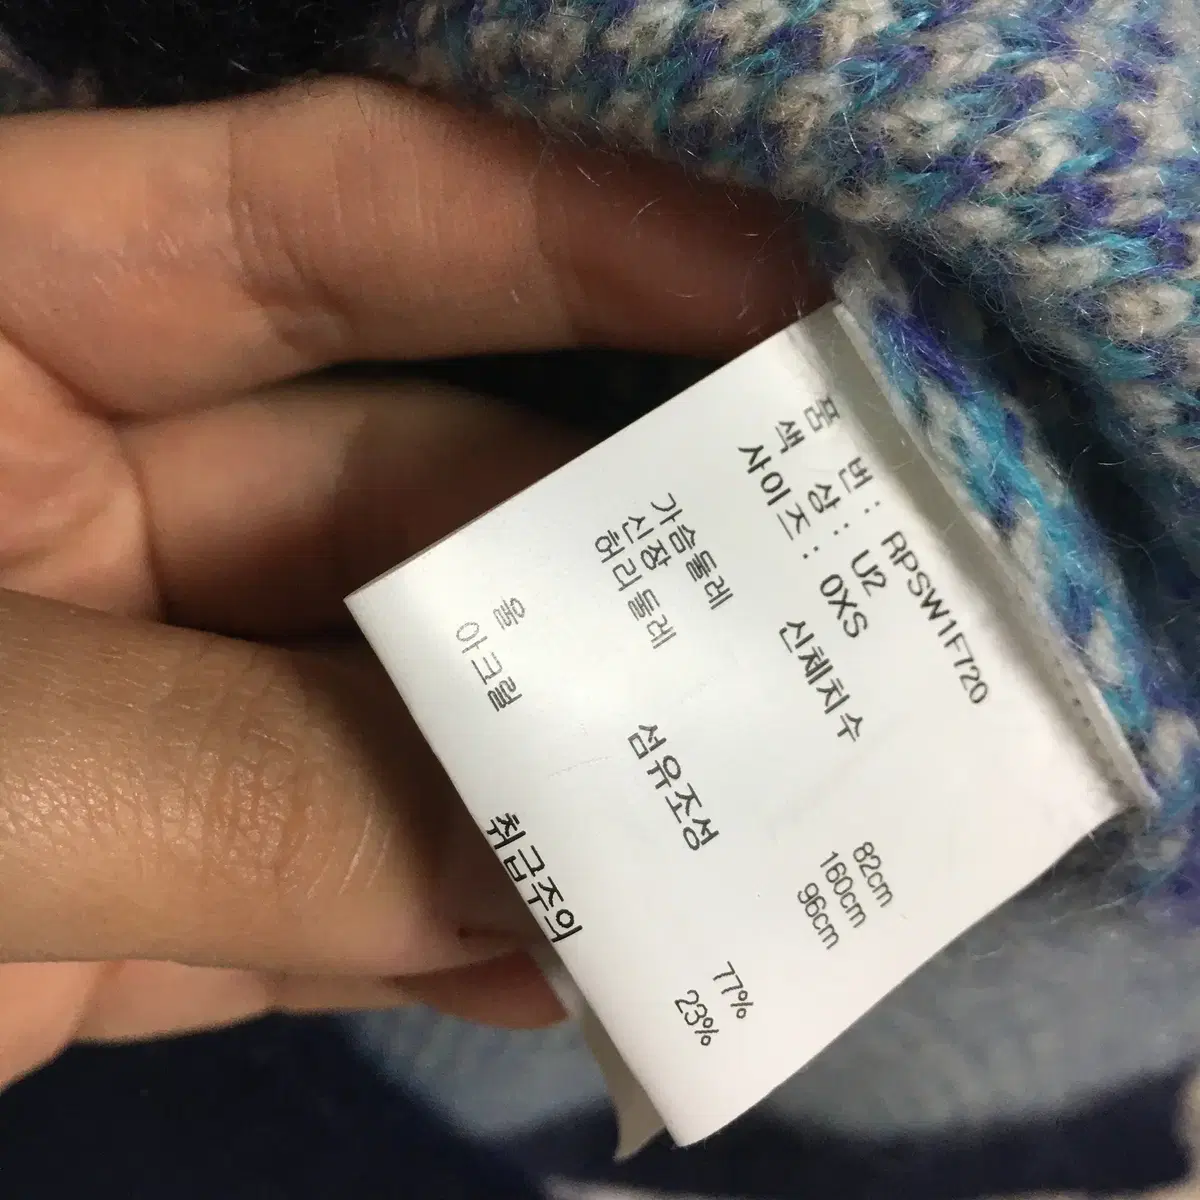 품 번 : RPSW1F720
색 상 : U2
사이즈 : 0XS
신체치수
가슴둘레 82cm
신장 160cm
허리둘레 96cm
섬유조성
울 77%
아크릴 23%
취급주의